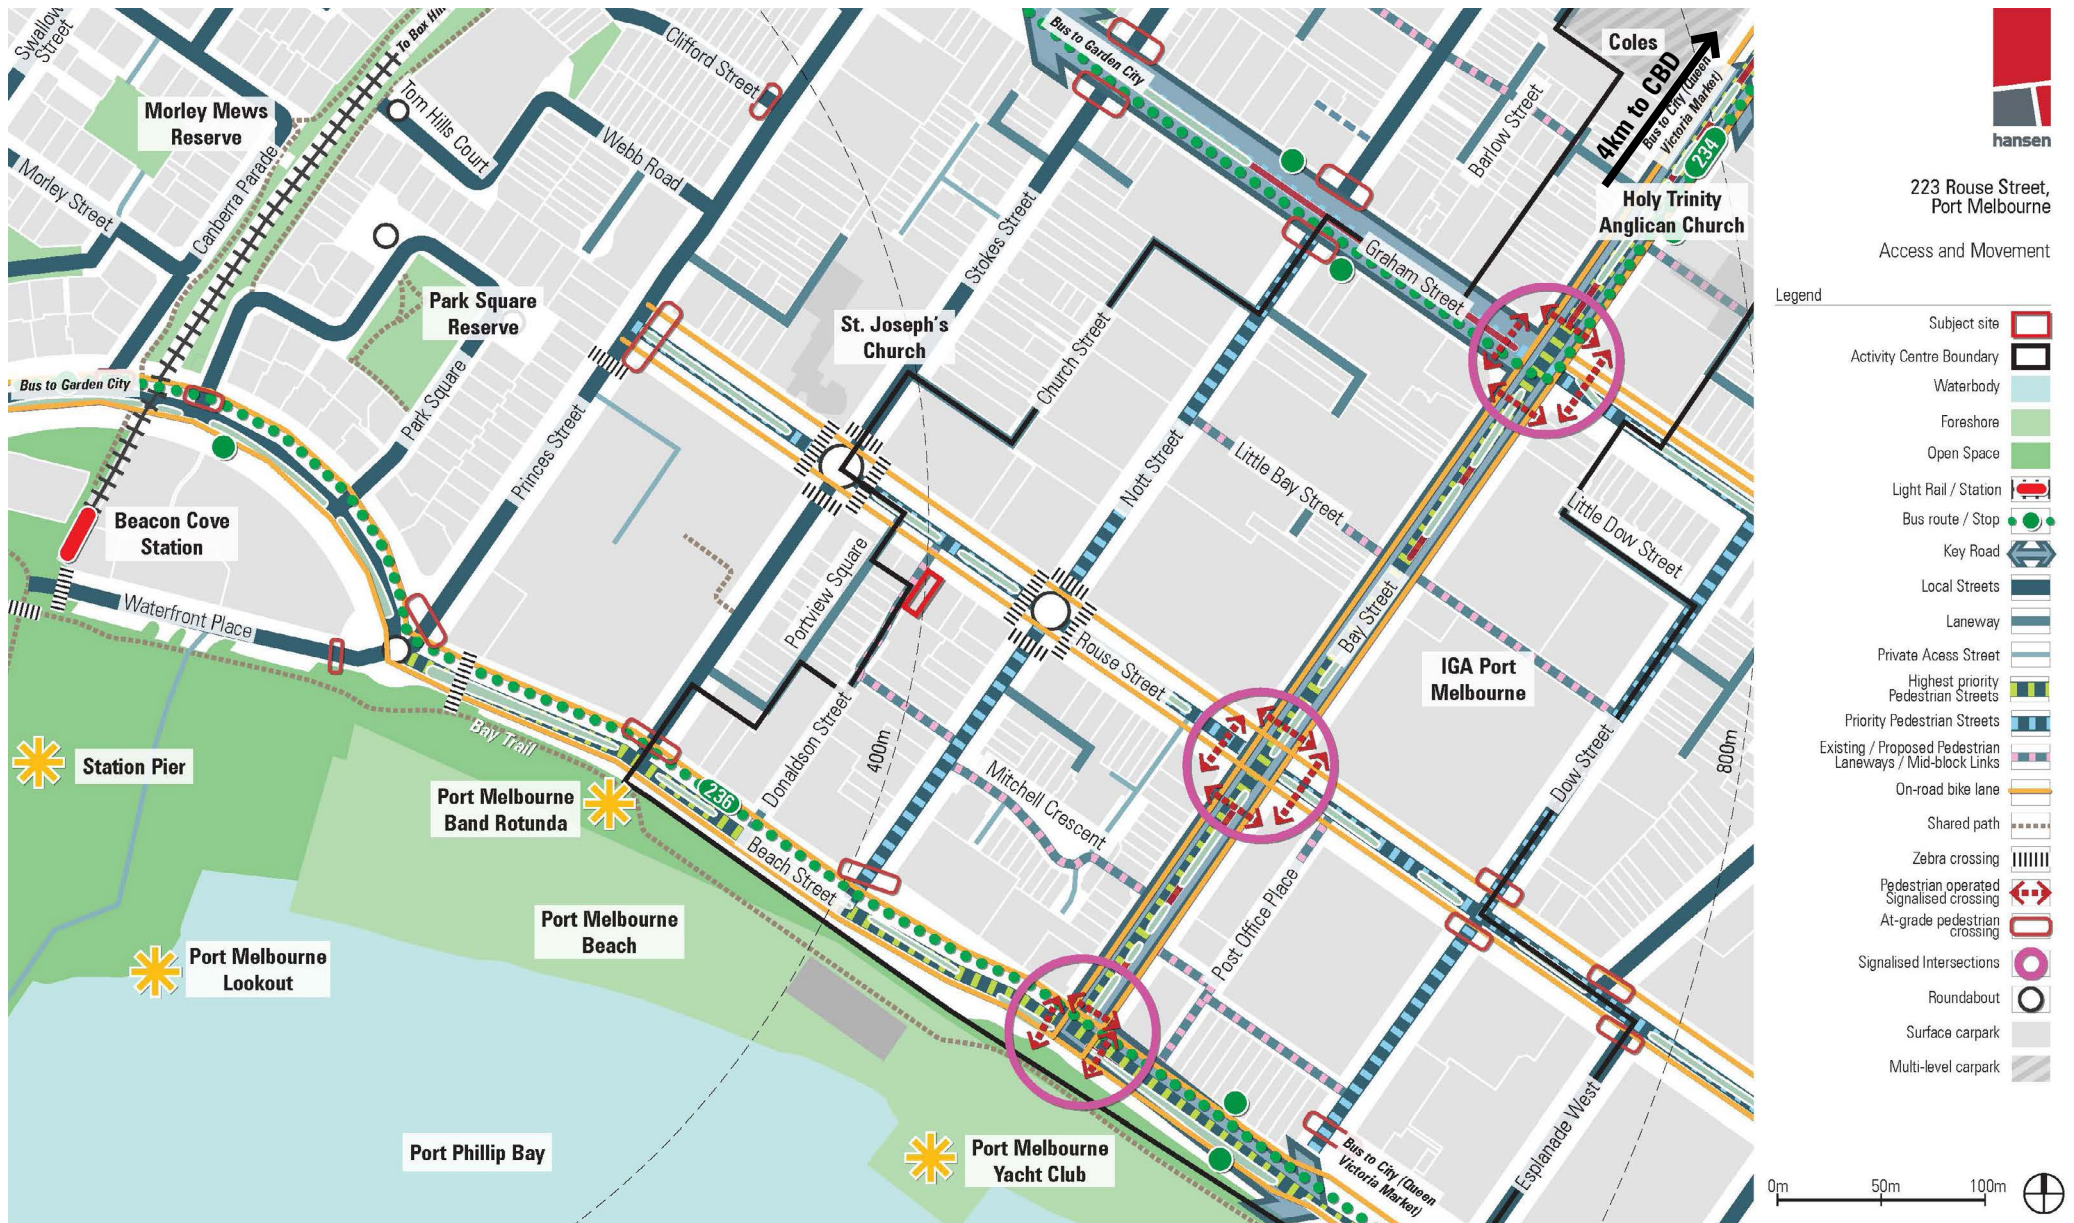 Swallow
Street
To Box Hill
Morley Mews
Reserve
Tom Hills Court
Clifford Street
Webb Road
Canberra Parade
Morley Street
Bus to Garden City
Coles
4km to CBD
Bus to City (Queen
Victoria Market)
234
Barlow Street
Holy Trinity
Anglican Church
Stokes Street
Graham Street
Park Square
Reserve
St. Joseph's
Church
Church Street
Bus to Garden City
Park Square
Princes Street
Nott Street
Little Bay Street
Little Dow Street
Beacon Cove
Station
Waterfront Place
Portview Square
Bay Street
Rouse Street
IGA Port
Melbourne
Bay Trail
Donaldson Street
400m
800m
Dow Street
Station Pier
Port Melbourne
Band Rotunda
236
Mitchell Crescent
Beach Street
Port Melbourne
Beach
Post Office Place
Port Melbourne
Lookout
Port Phillip Bay
Port Melbourne
Yacht Club
Bus to City (Queen
Victoria Market)
Esplanade West
hansen
223 Rouse Street,
Port Melbourne
Access and Movement
Legend
Subject site
Activity Centre Boundary
Waterbody
Foreshore
Open Space
Light Rail / Station
Bus route / Stop
Key Road
Local Streets
Laneway
Private Acess Street
Highest priority
Pedestrian Streets
Priority Pedestrian Streets
Existing / Proposed Pedestrian
Laneways / Mid-block Links
On-road bike lane
Shared path
Zebra crossing
Pedestrian operated
Signalised crossing
At-grade pedestrian
crossing
Signalised Intersections
Roundabout
Surface carpark
Multi-level carpark
0m 50m 100m